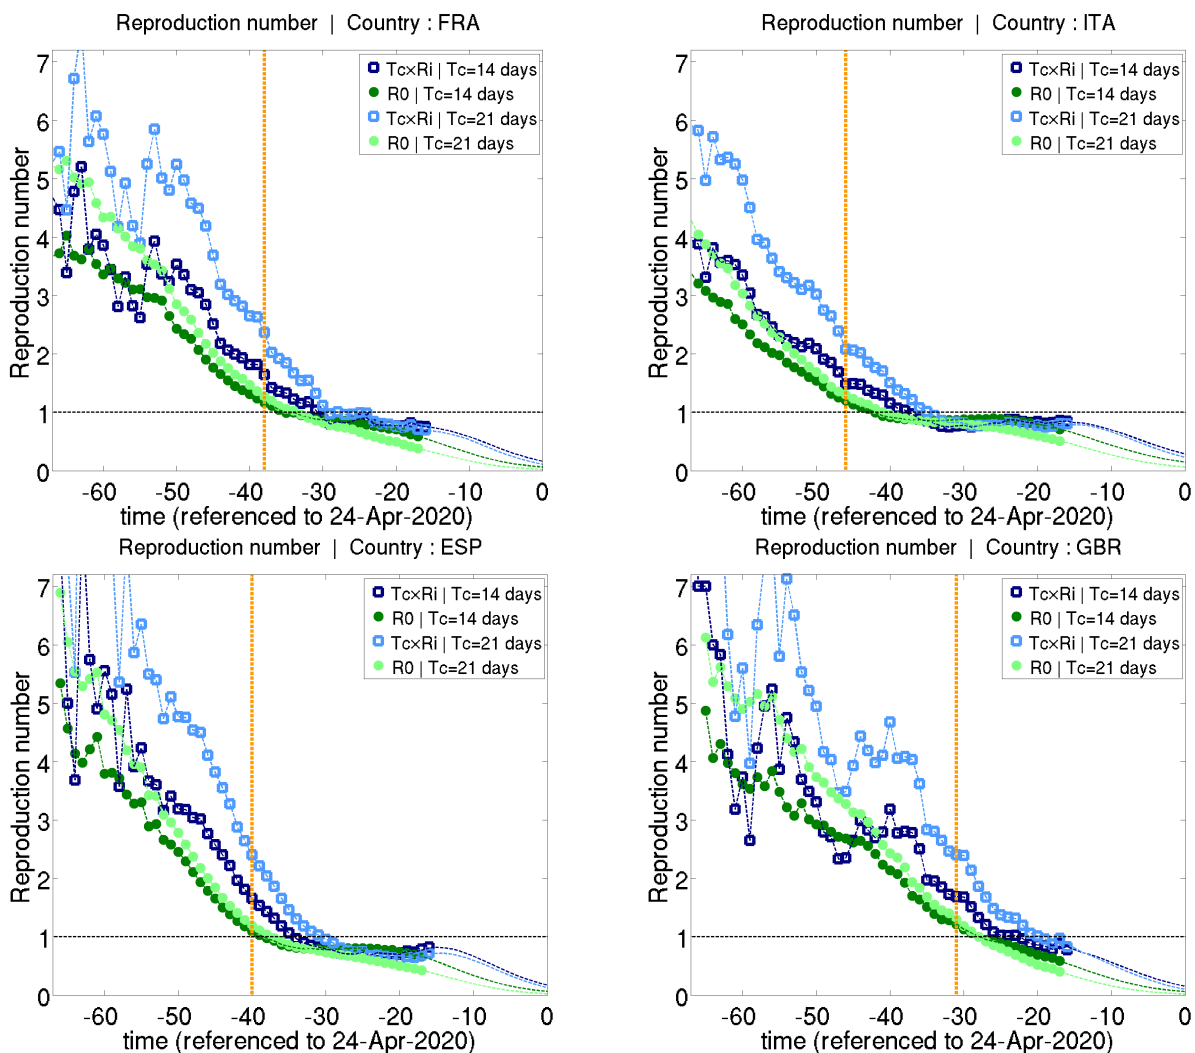 Reproduction number | Country : FRA
Reproduction number
7
6
5
4
3
2
1
0
Tc×Ri | Tc=14 days
R0 | Tc=14 days
Tc×Ri | Tc=21 days
R0 | Tc=21 days
-60 -50 -40 -30 -20 -10 0
time (referenced to 24-Apr-2020)
Reproduction number | Country : ITA
Reproduction number
7
6
5
4
3
2
1
0
Tc×Ri | Tc=14 days
R0 | Tc=14 days
Tc×Ri | Tc=21 days
R0 | Tc=21 days
-60 -50 -40 -30 -20 -10 0
time (referenced to 24-Apr-2020)
Reproduction number | Country : ESP
Reproduction number
7
6
5
4
3
2
1
0
Tc×Ri | Tc=14 days
R0 | Tc=14 days
Tc×Ri | Tc=21 days
R0 | Tc=21 days
-60 -50 -40 -30 -20 -10 0
time (referenced to 24-Apr-2020)
Reproduction number | Country : GBR
Reproduction number
7
6
5
4
3
2
1
0
Tc×Ri | Tc=14 days
R0 | Tc=14 days
Tc×Ri | Tc=21 days
R0 | Tc=21 days
-60 -50 -40 -30 -20 -10 0
time (referenced to 24-Apr-2020)